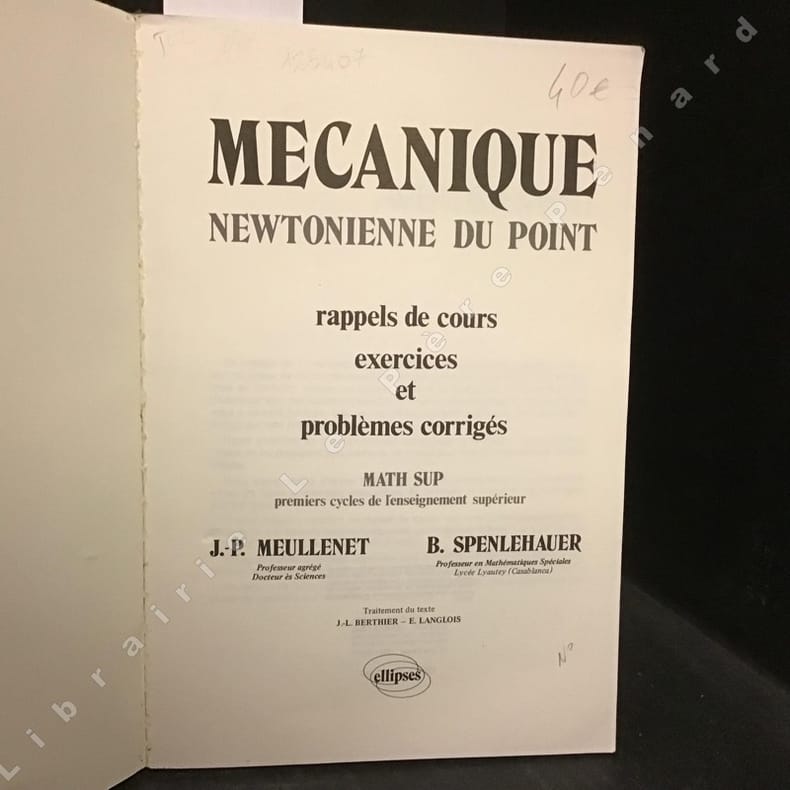 40€
MECANIQUE
NEWTONIENNE DU POINT
rappels de cours
exercices
et
problèmes corrigés
MATH SUP
premiers cycles de l'enseignement supérieur
J.-P. MEULLENET
Professeur agrégé
Docteur ès Sciences
B. SPENLEHAUER
Professeur en Mathématiques Spéciales
Lycée Lyautey (Casablanca)
Traitement du texte
J.-L. BERTHIER – E. LANGLOIS
ellipses
Librairie Le Père Pénard